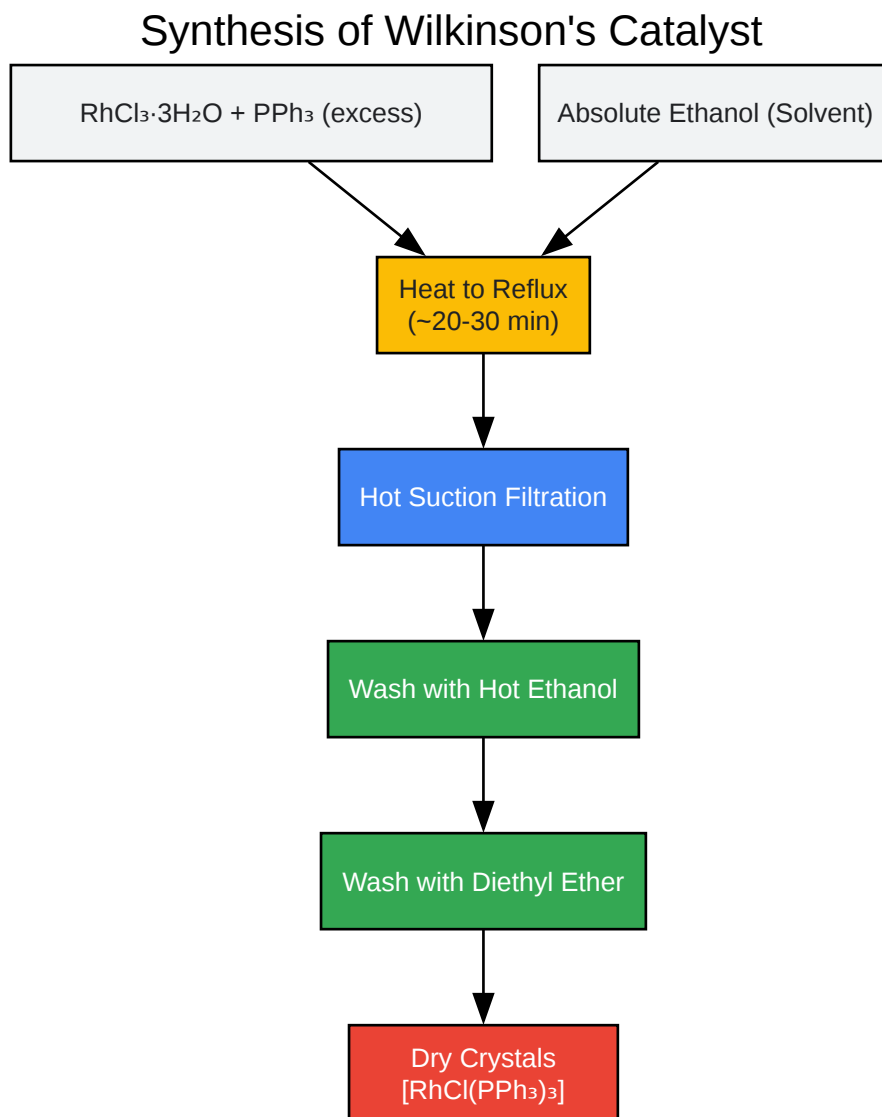 Synthesis of Wilkinson's Catalyst
RhCl₃·3H₂O + PPh₃ (excess)
Absolute Ethanol (Solvent)
Heat to Reflux
(~20-30 min)
Hot Suction Filtration
Wash with Hot Ethanol
Wash with Diethyl Ether
Dry Crystals
[RhCl(PPh₃)₃]